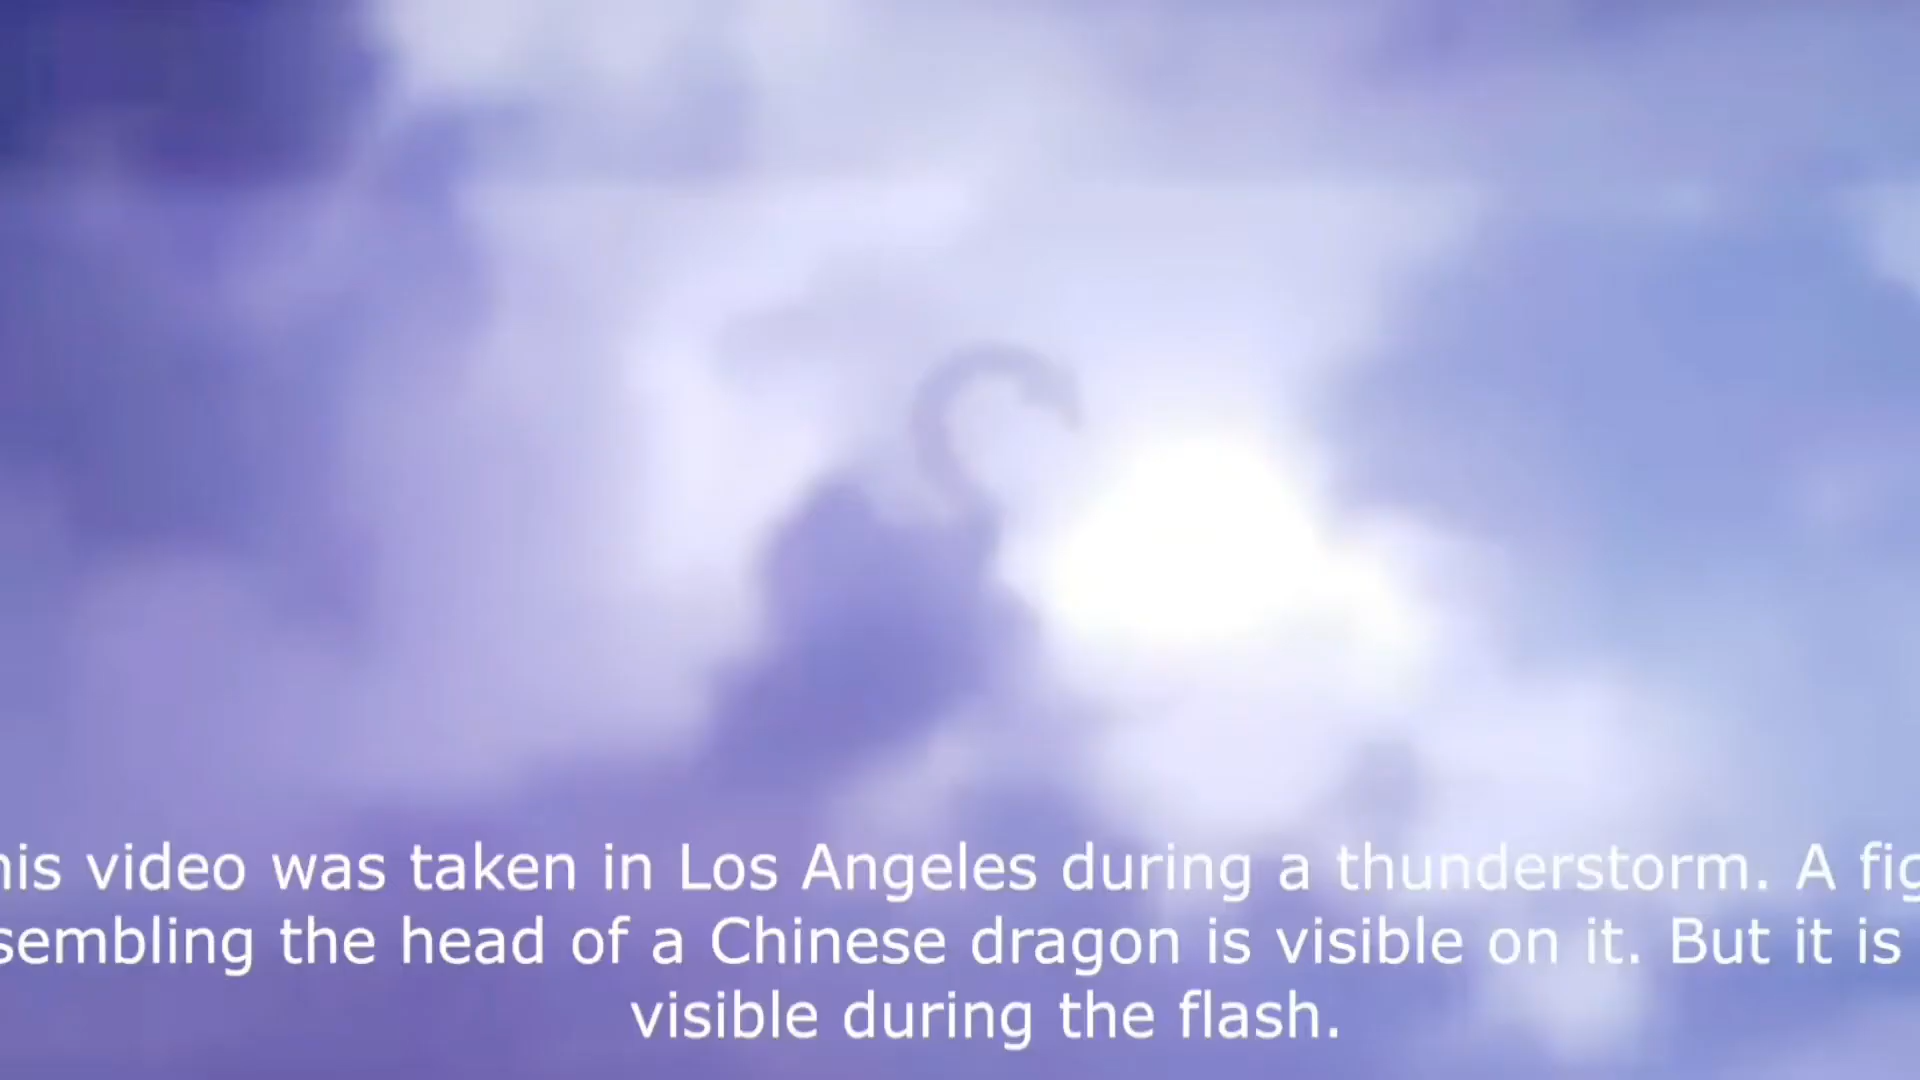 his video was taken in Los Angeles during a thunderstorm. A fig
sembling the head of a Chinese dragon is visible on it. But it is
visible during the flash.